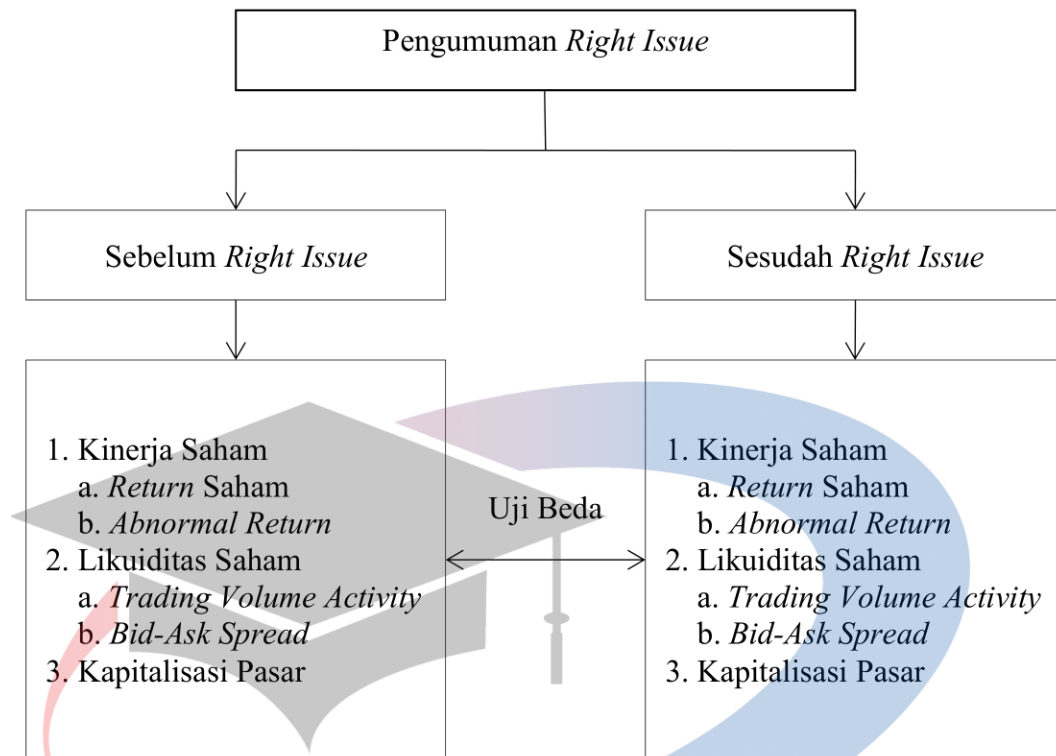 Pengumuman Right Issue
Sebelum Right Issue
Sesudah Right Issue
1. Kinerja Saham
a. Return Saham
b. Abnormal Return
2. Likuiditas Saham
a. Trading Volume Activity
b. Bid-Ask Spread
3. Kapitalisasi Pasar
Uji Beda
1. Kinerja Saham
a. Return Saham
b. Abnormal Return
2. Likuiditas Saham
a. Trading Volume Activity
b. Bid-Ask Spread
3. Kapitalisasi Pasar